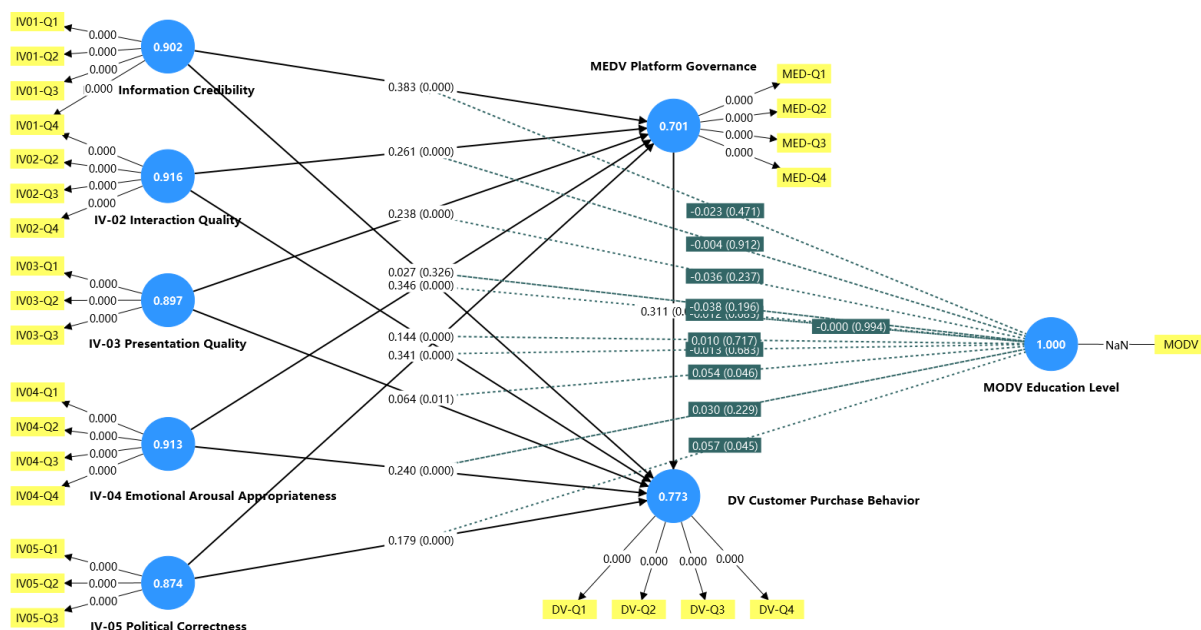 IV01-Q1
IV01-Q2
IV01-Q3
IV01-Q4
0.000
0.000
0.000
0.000
0.902
Information Credibility
IV02-Q2
IV02-Q3
IV02-Q4
0.000
0.000
0.000
0.000
0.916
IV-02 Interaction Quality
IV03-Q1
IV03-Q2
IV03-Q3
0.000
0.000
0.000
0.897
IV-03 Presentation Quality
IV04-Q1
IV04-Q2
IV04-Q3
IV04-Q4
0.000
0.000
0.000
0.000
0.913
IV-04 Emotional Arousal Appropriateness
IV05-Q1
IV05-Q2
IV05-Q3
0.000
0.000
0.000
0.874
IV-05 Political Correctness
0.383 (0.000)
0.261 (0.000)
0.238 (0.000)
0.027 (0.326)
0.346 (0.000)
0.144 (0.000)
0.341 (0.000)
0.064 (0.011)
0.240 (0.000)
0.179 (0.000)
MEDV Platform Governance
0.701
MED-Q1
MED-Q2
MED-Q3
MED-Q4
0.000
0.000
0.000
0.000
-0.023 (0.471)
-0.004 (0.912)
-0.036 (0.237)
-0.038 (0.196)
0.311
-0.000 (0.994)
0.010 (0.717)
-0.013 (0.683)
0.054 (0.046)
0.030 (0.229)
0.057 (0.045)
1.000
NaN
MODV
MODV Education Level
0.773
DV Customer Purchase Behavior
0.000
0.000
0.000
0.000
DV-Q1
DV-Q2
DV-Q3
DV-Q4